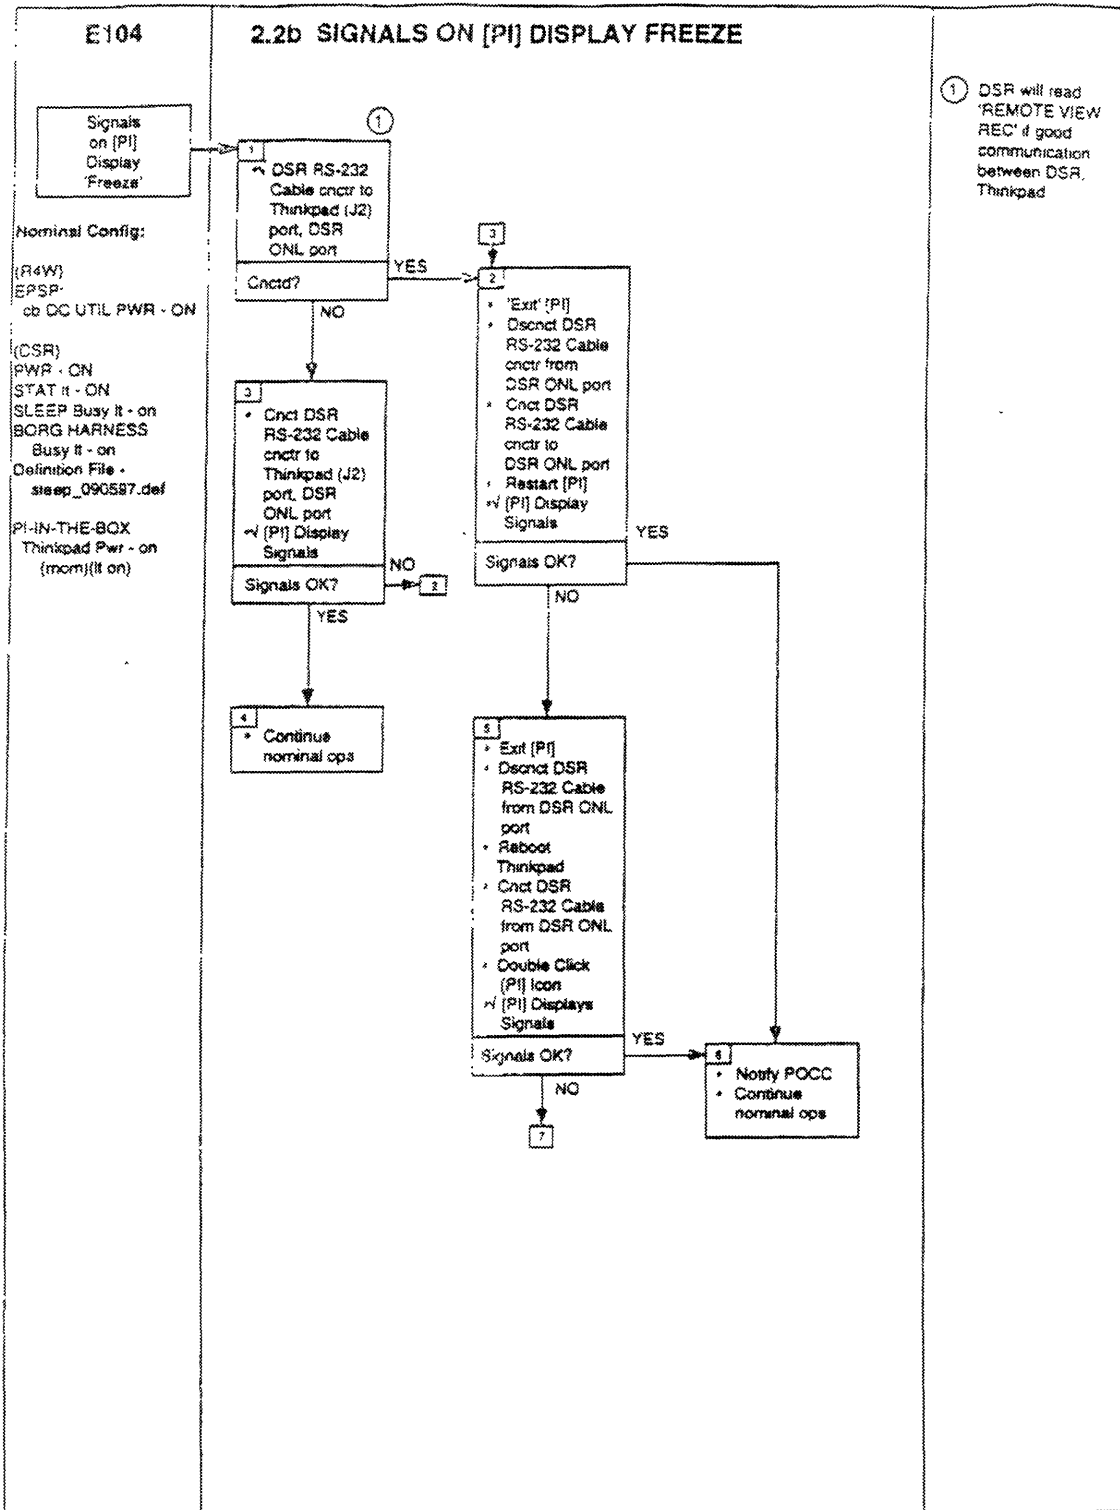 E104
2.2b SIGNALS ON [PI] DISPLAY FREEZE
Signals
on [PI]
Display
'Freeze'
Nominal Config:
(R4W)
EPSP:
cb DC UTIL PWR - ON
(DSR)
PWR - ON
STAT lt - ON
SLEEP Busy lt - on
BORG HARNESS
Busy lt - on
Definition File -
sleep_090597.def
PI-IN-THE-BOX
Thinkpad Pwr - on
(mom)(lt on)
1
1
DSR RS-232
Cable cnctr to
Thinkpad (J2)
port, DSR
ONL port
Cnctd?
YES
NO
3
• Cnct DSR
RS-232 Cable
cnctr to
Thinkpad (J2)
port, DSR
ONL port
√ [PI] Display
Signals
Signals OK?
NO
2
YES
4
• Continue
nominal ops
3
2
• 'Exit' [PI]
• Dscnct DSR
RS-232 Cable
cnctr from
DSR ONL port
• Cnct DSR
RS-232 Cable
cnctr to
DSR ONL port
• Restart [PI]
√ [PI] Display
Signals
Signals OK?
YES
NO
5
• Exit [PI]
• Dscnct DSR
RS-232 Cable
from DSR ONL
port
• Reboot
Thinkpad
• Cnct DSR
RS-232 Cable
from DSR ONL
port
• Double Click
[PI] Icon
√ [PI] Displays
Signals
Signals OK?
YES
NO
7
6
• Notify POCC
• Continue
nominal ops
1 DSR will read
'REMOTE VIEW
REC' if good
communication
between DSR,
Thinkpad